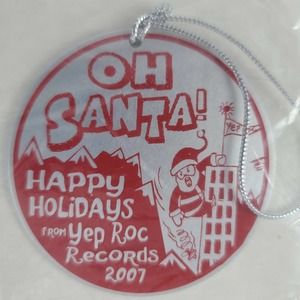 OH
SANTA!
HAPPY
HOLiDAYS
FROM Yep Roc
Records
2007